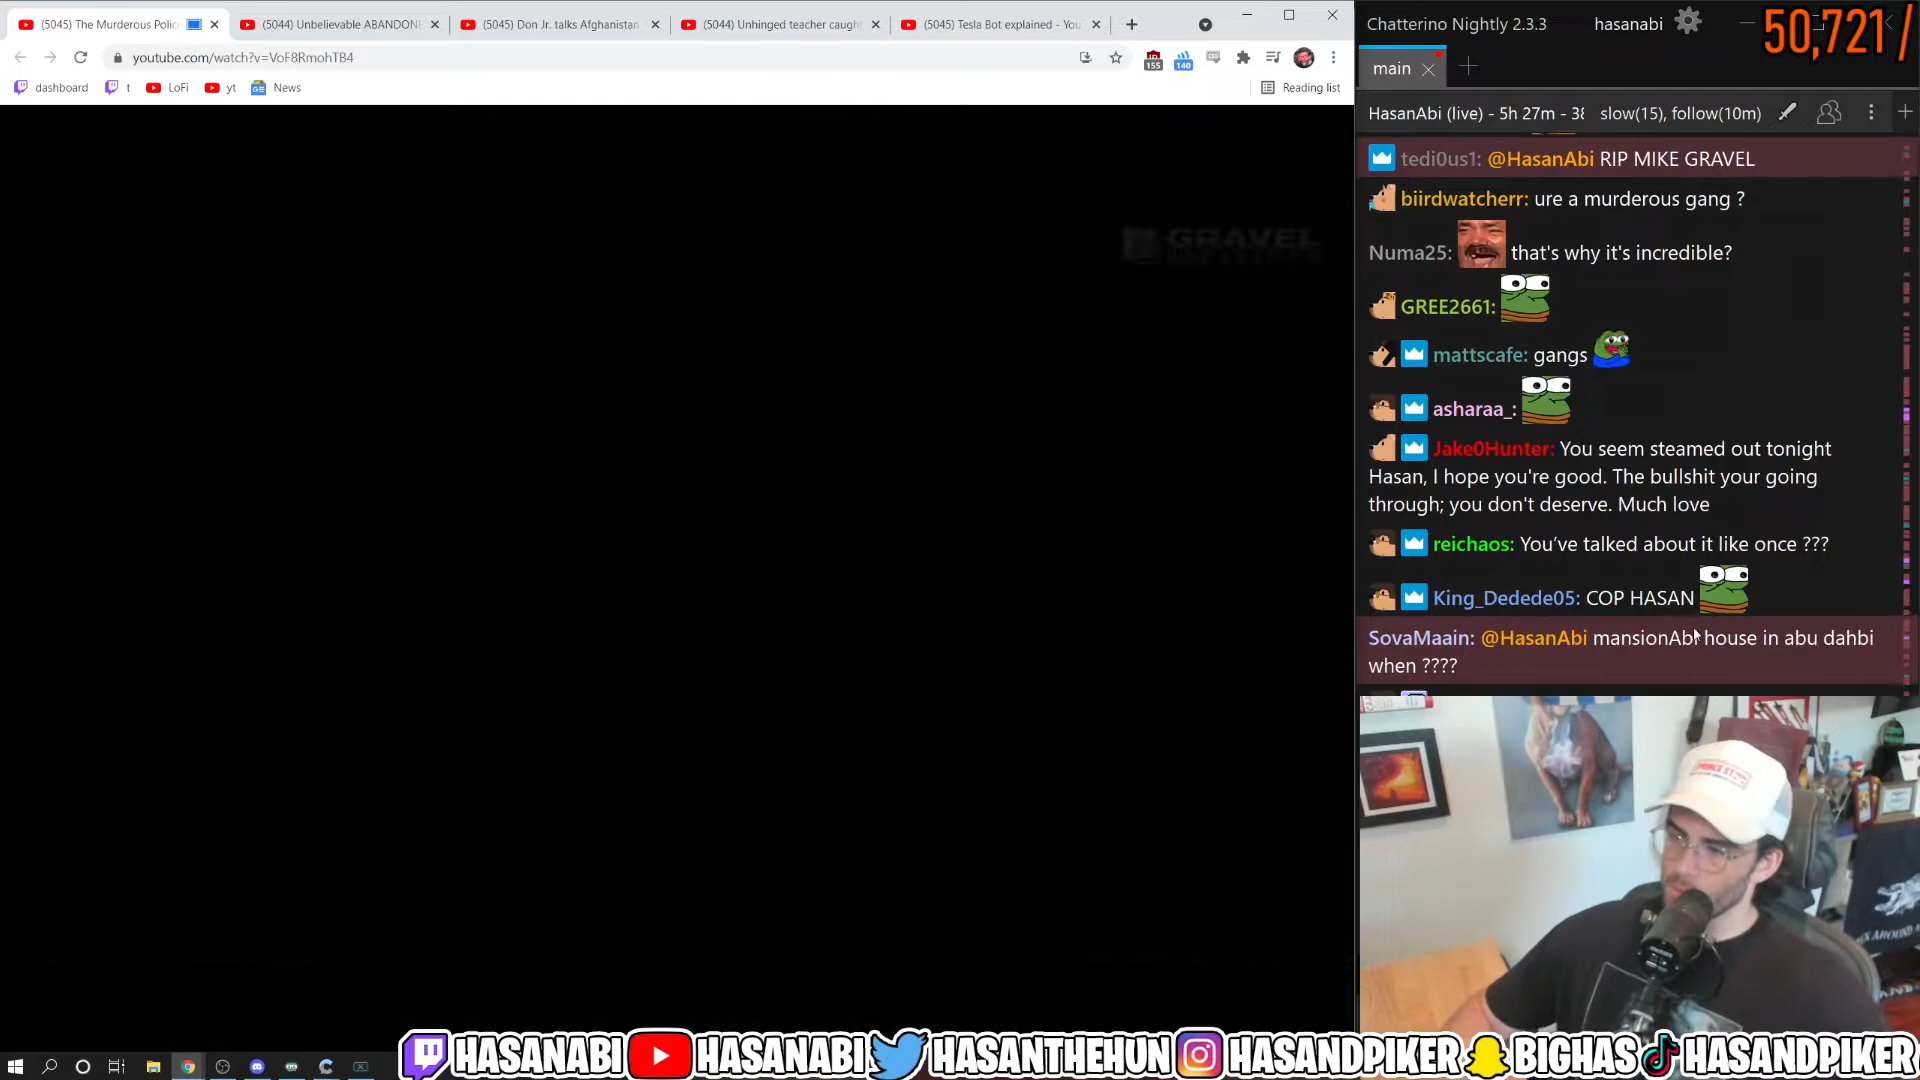 (5045) The Murderous Polic
(5044) Unbelievable ABANDONE
(5045) Don Jr. talks Afghanistan
(5044) Unhinged teacher caught
(5045) Tesla Bot explained - You
youtube.com/watch?v=VoF8RmohTB4
155
140
dashboard
t
LoFi
yt
News
Reading list
GRAVEL
Chatterino Nightly 2.3.3
hasanabi
50,721 /
main
HasanAbi (live) - 5h 27m - 38
slow(15), follow(10m)
tedi0us1: @HasanAbi RIP MIKE GRAVEL
biirdwatcherr: ure a murderous gang ?
Numa25: that's why it's incredible?
GREE2661:
mattscafe: gangs
asharaa_:
Jake0Hunter: You seem steamed out tonight
Hasan, I hope you're good. The bullshit your going
through; you don't deserve. Much love
reichaos: You've talked about it like once ???
King_Dedede05: COP HASAN
SovaMaain: @HasanAbi mansionAbi house in abu dahbi
when ????
HASANABI HASANABI HASANTHEHUN HASANDPIKER BIGHAS HASANDPIKER